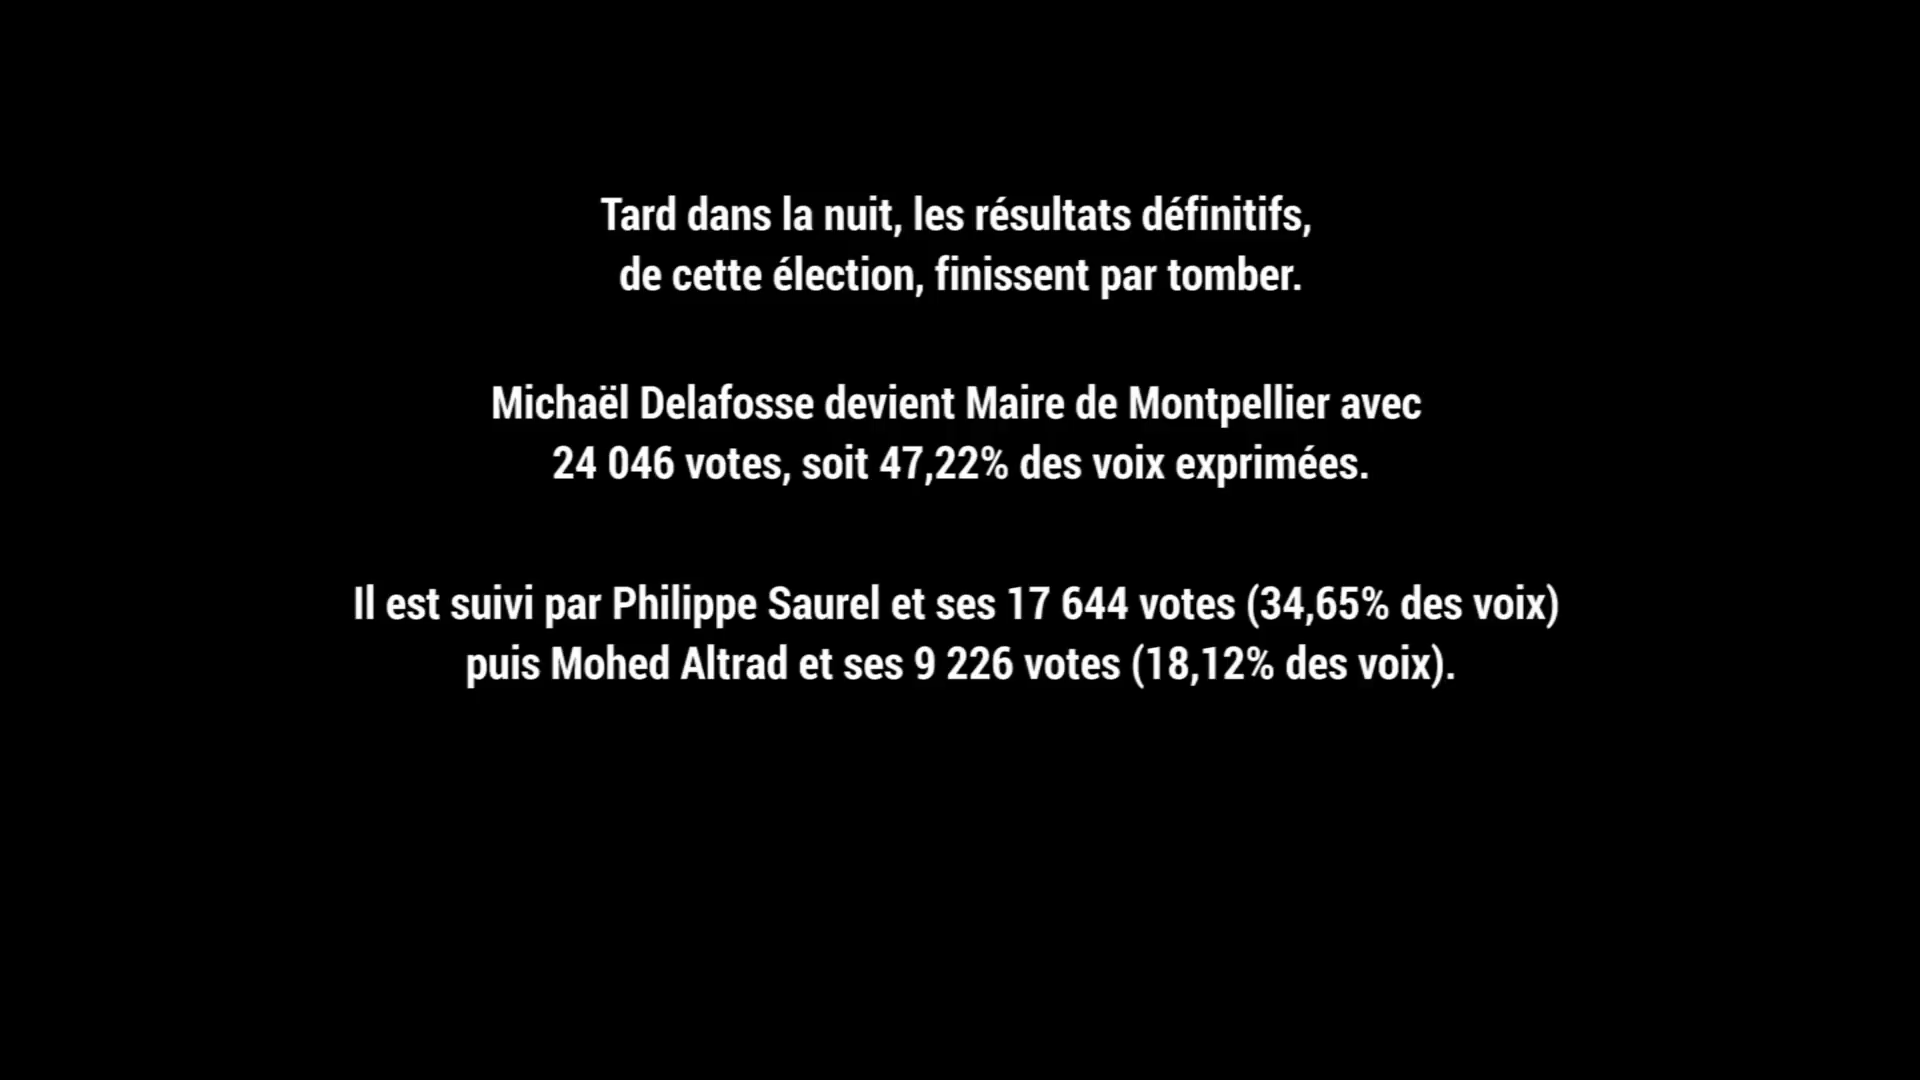 Tard dans la nuit, les résultats définitifs,
de cette élection, finissent par tomber.
Michaël Delafosse devient Maire de Montpellier avec
24 046 votes, soit 47,22% des voix exprimées.
Il est suivi par Philippe Saurel et ses 17 644 votes (34,65% des voix)
puis Mohed Altrad et ses 9 226 votes (18,12% des voix).